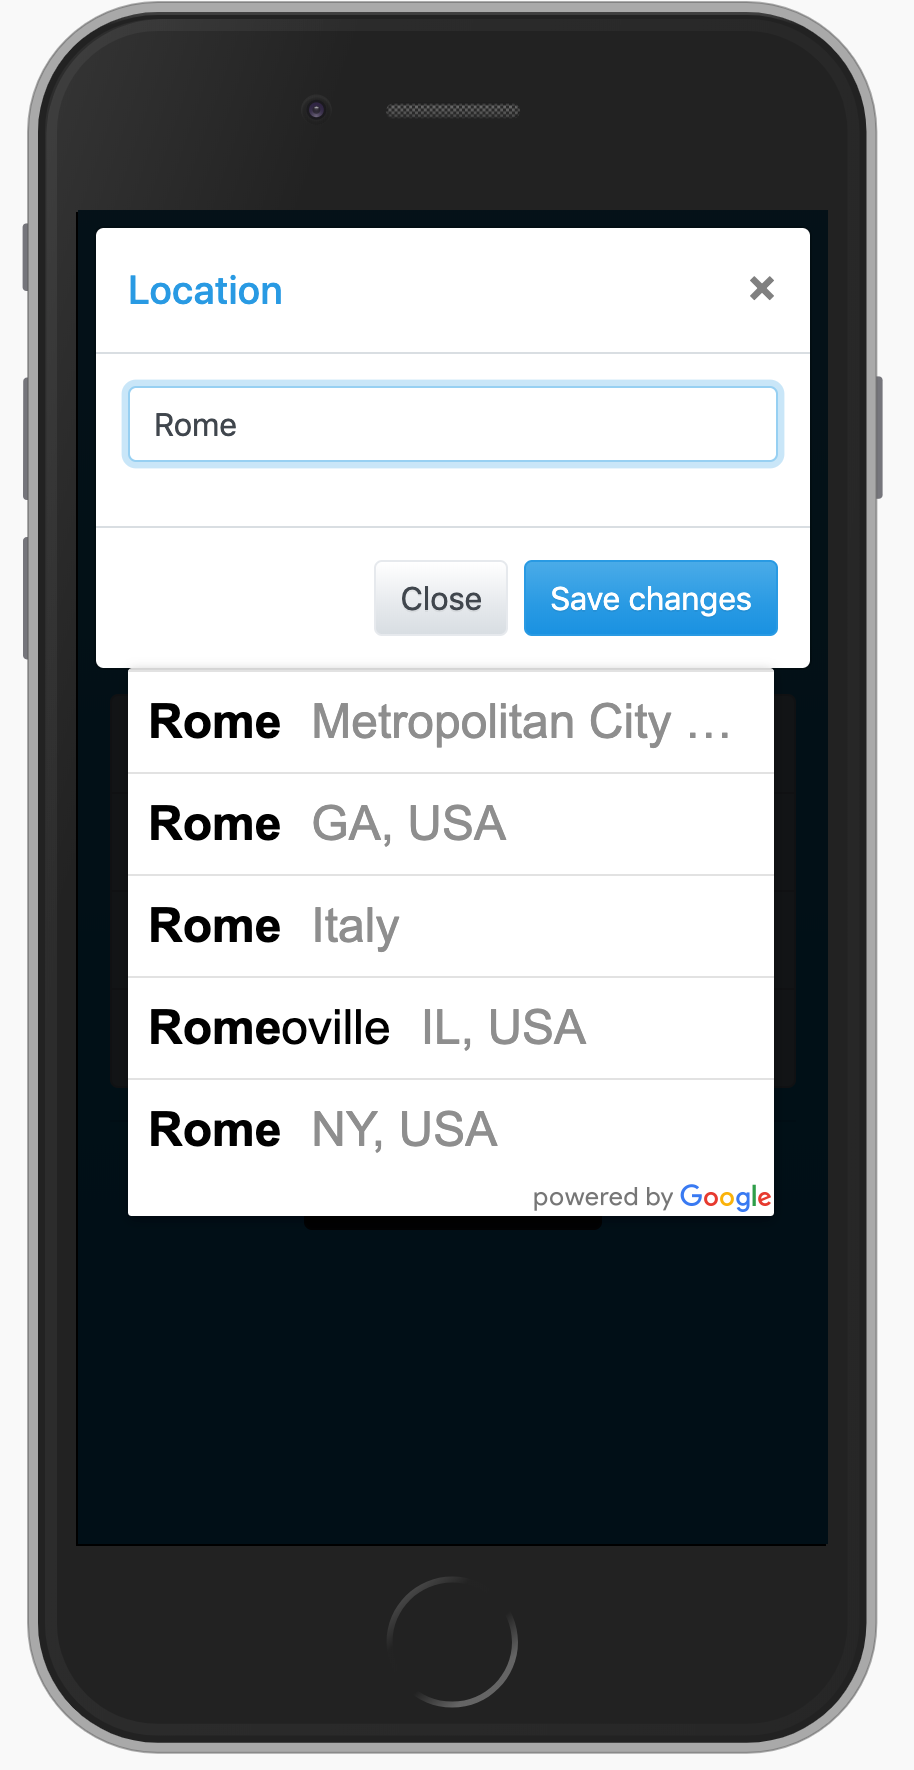 Location ×
Rome
Close Save changes
Rome Metropolitan City ...
Rome GA, USA
Rome Italy
Romeoville IL, USA
Rome NY, USA
powered by Google